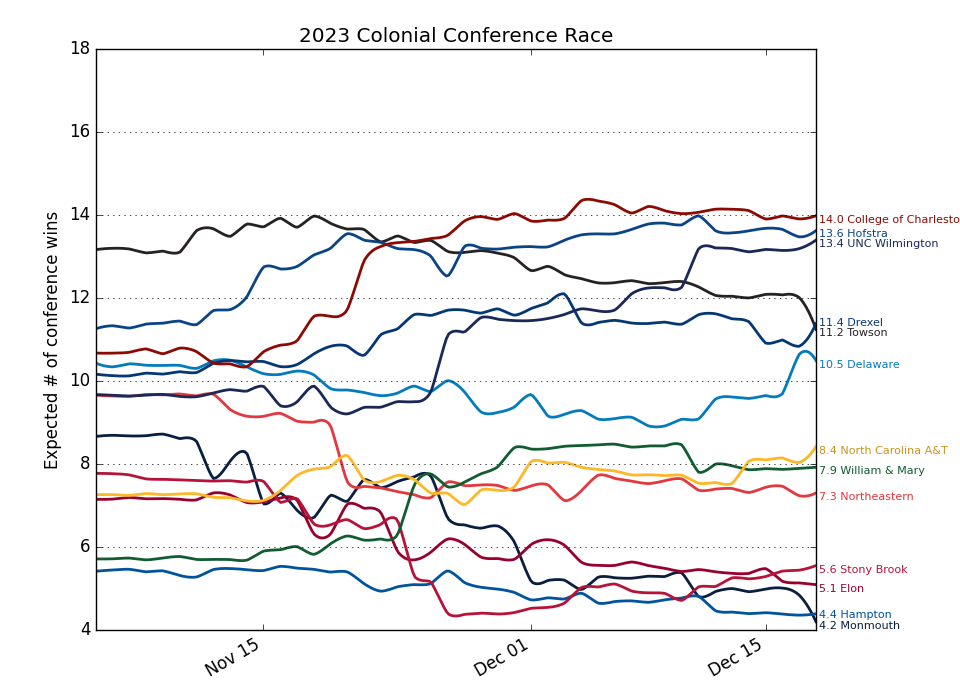 2023 Colonial Conference Race
Expected # of conference wins
18
16
14
12
10
8
6
4
Nov 15
Dec 01
Dec 15
14.0 College of Charlesto
13.6 Hofstra
13.4 UNC Wilmington
11.4 Drexel
11.2 Towson
10.5 Delaware
8.4 North Carolina A&T
7.9 William & Mary
7.3 Northeastern
5.6 Stony Brook
5.1 Elon
4.4 Hampton
4.2 Monmouth